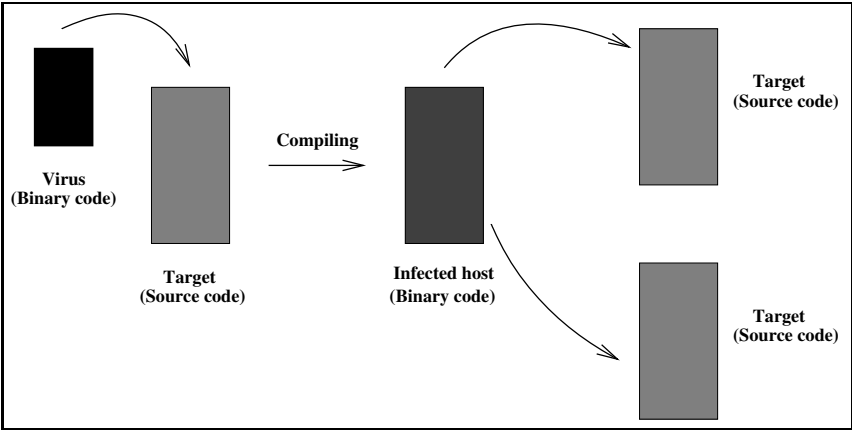 Virus
(Binary code)
Target
(Source code)
Compiling
Infected host
(Binary code)
Target
(Source code)
Target
(Source code)